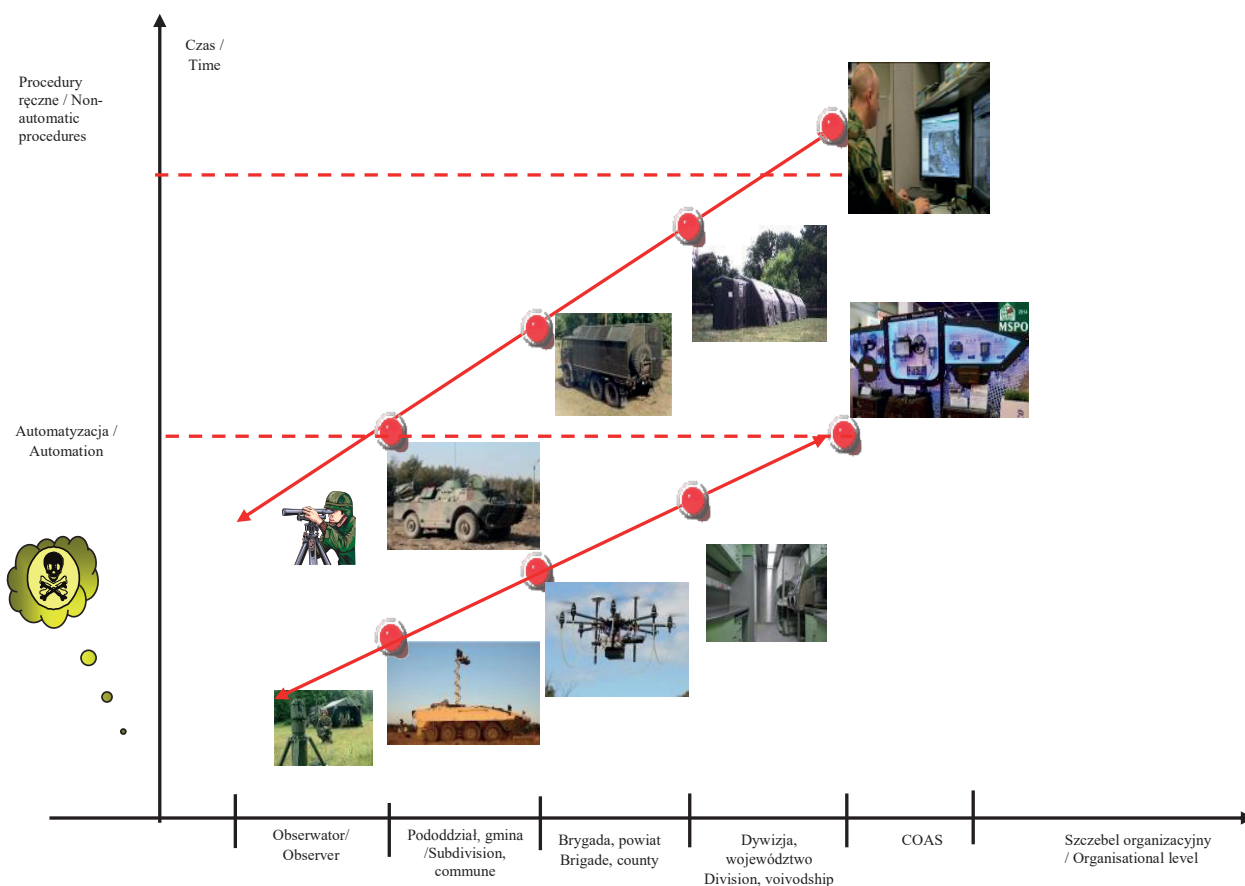 Czas /
Time
Procedury
ręczne / Non-
automatic
procedures
2014
MSPO
Automatyzacja /
Automation
Obserwator/
Observer
Pododdział, gmina
/Subdivision,
commune
Brygada, powiat
Brigade, county
Dywizja,
województwo
Division, voivodship
COAS
Szczebel organizacyjny
/ Organisational level